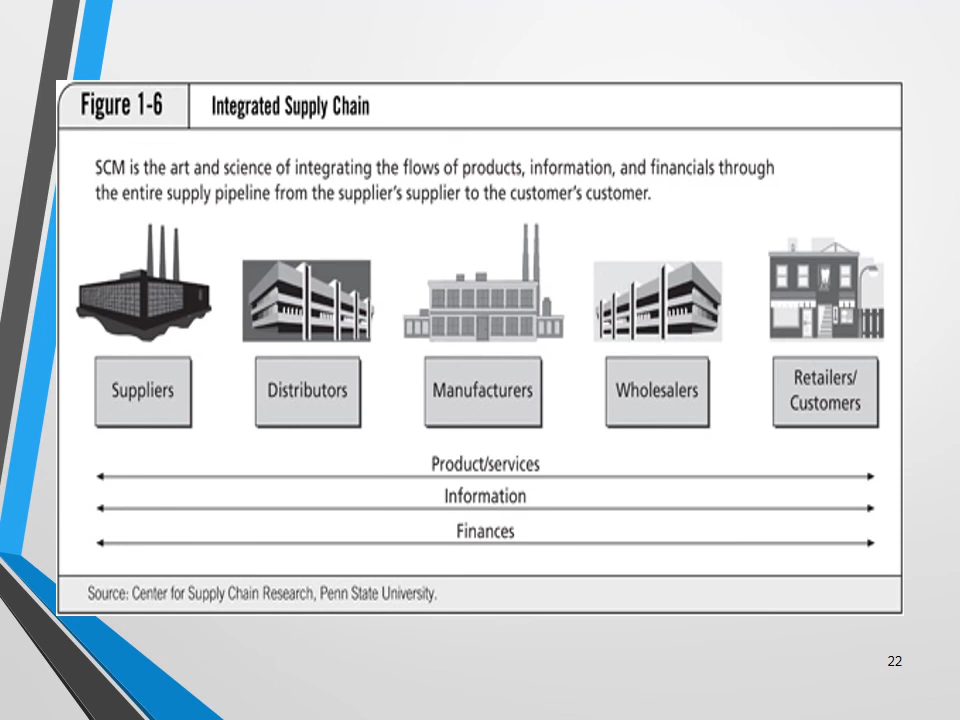 Figure 1-6
Integrated Supply Chain
SCM is the art and science of integrating the flows of products, information, and financials through
the entire supply pipeline from the supplier's supplier to the customer's customer.
Suppliers
Distributors
Manufacturers
Wholesalers
Retailers/
Customers
Product/services
Information
Finances
Source: Center for Supply Chain Research, Penn State University.
22